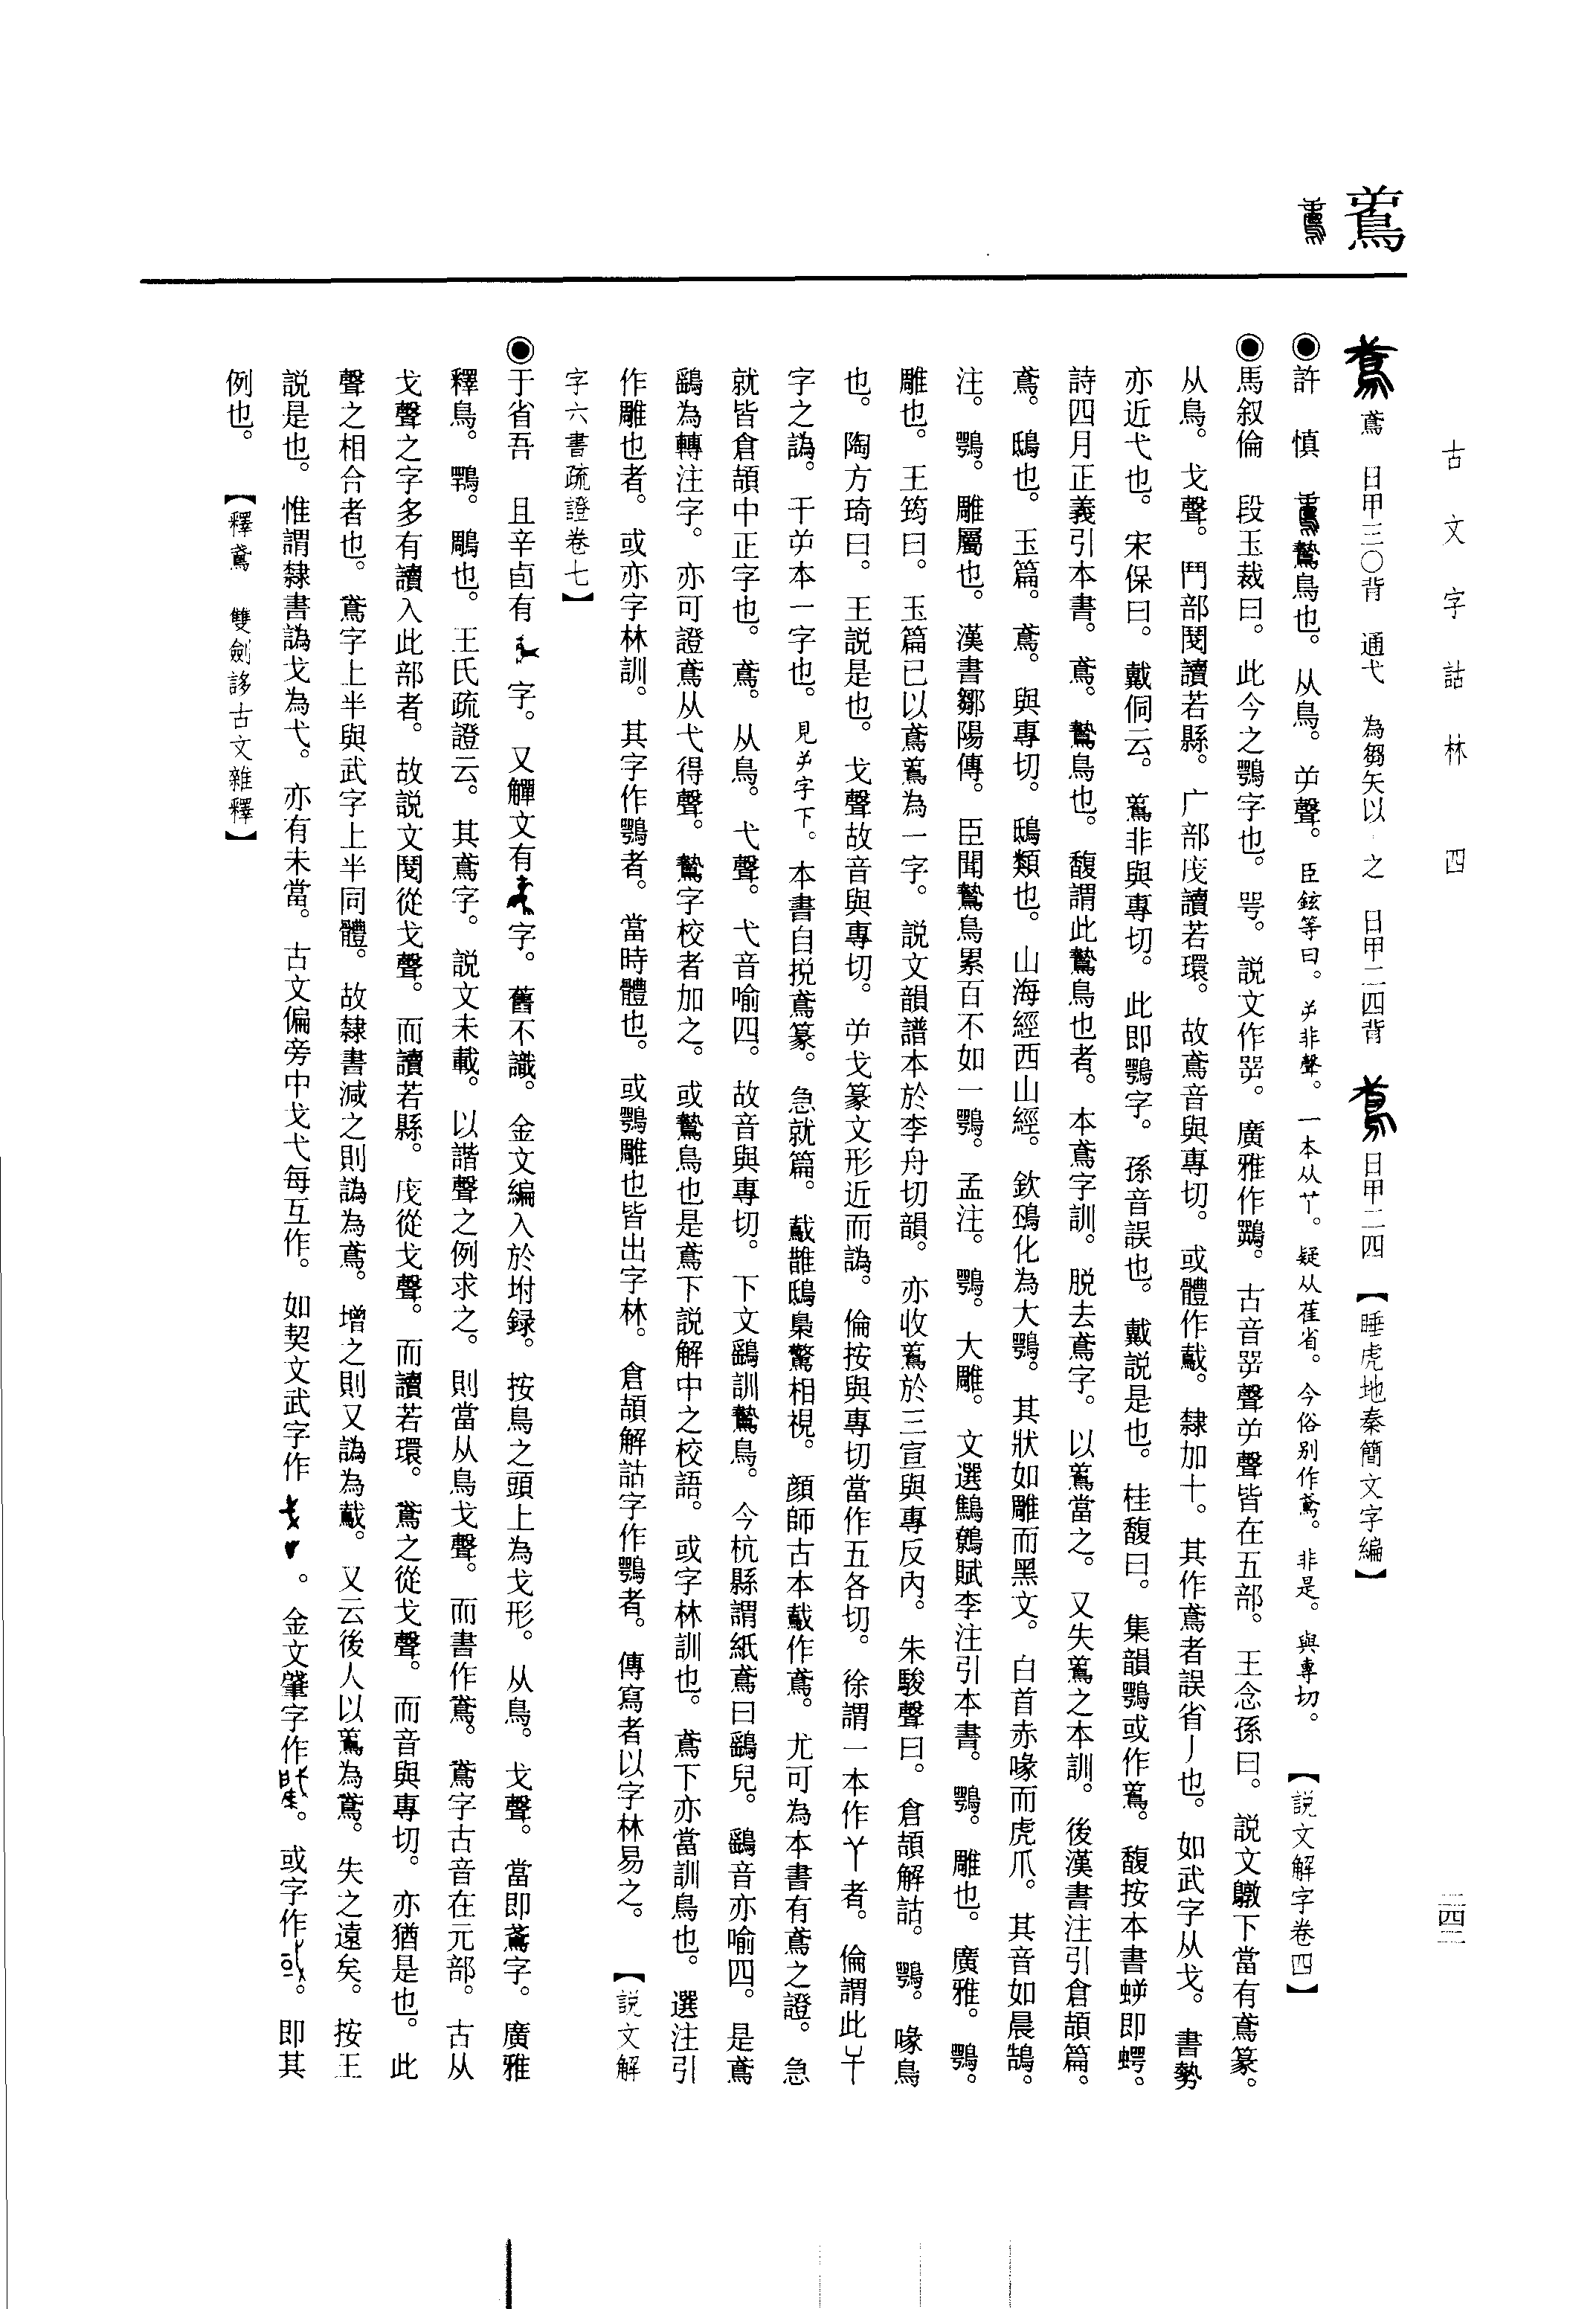 古文字詁林 四
二四二
鳶 日甲三〇背 通弋 為芻矢以 之 日甲二四背 日甲二四 【睡虎地秦簡文字編】
許 慎 鷙鳥也。从鳥。屰聲。臣鉉等曰。屰非聲。一本从𦫳。疑从萑省。今俗别作鳶。非是。與專切。 【説文解字卷四】
馬叙倫 段玉裁曰。此今之鶚字也。咢。説文作㖾。廣雅作鷽。古音㖾聲屰聲皆在五部。王念孫曰。説文鷻下當有鳶篆。
从鳥。戈聲。鬥部䦧讀若縣。广部㦿讀若環。故鳶音與專切。或體作䳒。隸加十。其作鳶者誤省丿也。如武字从戈。書勢
亦近弋也。宋保曰。戴侗云。䳗非與專切。此即鶚字。孫音誤也。戴説是也。桂馥曰。集韻鶚或作䳗。馥按本書蛶即蝁。
詩四月正義引本書。鳶。鷙鳥也。馥謂此鷙鳥也者。本鳶字訓。脱去鳶字。以䳗當之。又失䳗之本訓。後漢書注引倉頡篇。
鳶。鴟也。玉篇。鳶。與專切。鴟類也。山海經西山經。欽䲹化為大鶚。其狀如雕而黑文。白首赤喙而虎爪。其音如晨鵠。
注。鶚。雕屬也。漢書鄒陽傳。臣聞鷙鳥累百不如一鶚。孟注。鶚。大雕。文選鷦鷯賦李注引本書。鶚。雕也。廣雅。鶚。
雕也。王筠曰。玉篇已以鳶䳗為一字。説文韻譜本於李舟切韻。亦收䳗於三宣與專反内。朱駿聲曰。倉頡解詁。鶚。喙鳥
也。陶方琦曰。王説是也。戈聲故音與專切。屰戈篆文形近而譌。倫按與專切當作五各切。徐謂一本作丫者。倫謂此屰干
字之譌。干屰本一字也。見屰字下。本書自捝鳶篆。急就篇。䳒鵲鴟梟驚相視。顔師古本䳒作鳶。尤可為本書有鳶之證。急
就皆倉頡中正字也。鳶。从鳥。弋聲。弋音喻四。故音與專切。下文鷂訓鷙鳥。今杭縣謂紙鳶曰鷂兒。鷂音亦喻四。是鳶
鷂為轉注字。亦可證鳶从弋得聲。鷙字校者加之。或鷙鳥也是鳶下説解中之校語。或字林訓也。鳶下亦當訓鳥也。選注引
作雕也者。或亦字林訓。其字作鶚者。當時體也。或鶚雕也皆出字林。倉頡解詁字作鶚者。傳寫者以字林易之。 【説文解
字六書疏證卷七】
于省吾 且辛卣有 字。又觶文有 字。舊不識。金文編入於坿録。按鳥之頭上為戈形。从鳥。戈聲。當即鳶字。廣雅
釋鳥。鶚。鵰也。王氏疏證云。其鳶字。説文未載。以諧聲之例求之。則當从鳥戈聲。而書作鳶。鳶字古音在元部。古从
戈聲之字多有讀入此部者。故説文䦧從戈聲。而讀若縣。㦿從戈聲。而讀若環。鳶之從戈聲。而音與專切。亦猶是也。此
聲之相合者也。鳶字上半與武字上半同體。故隸書減之則譌為鳶。增之則又譌為䳒。又云後人以䳗為鳶。失之遠矣。按王
説是也。惟謂隸書譌戈為弋。亦有未當。古文偏旁中戈弋每互作。如契文武字作 。金文肈字作 。或字作 。即其
例也。 【釋鳶 雙劍誃古文雜釋】